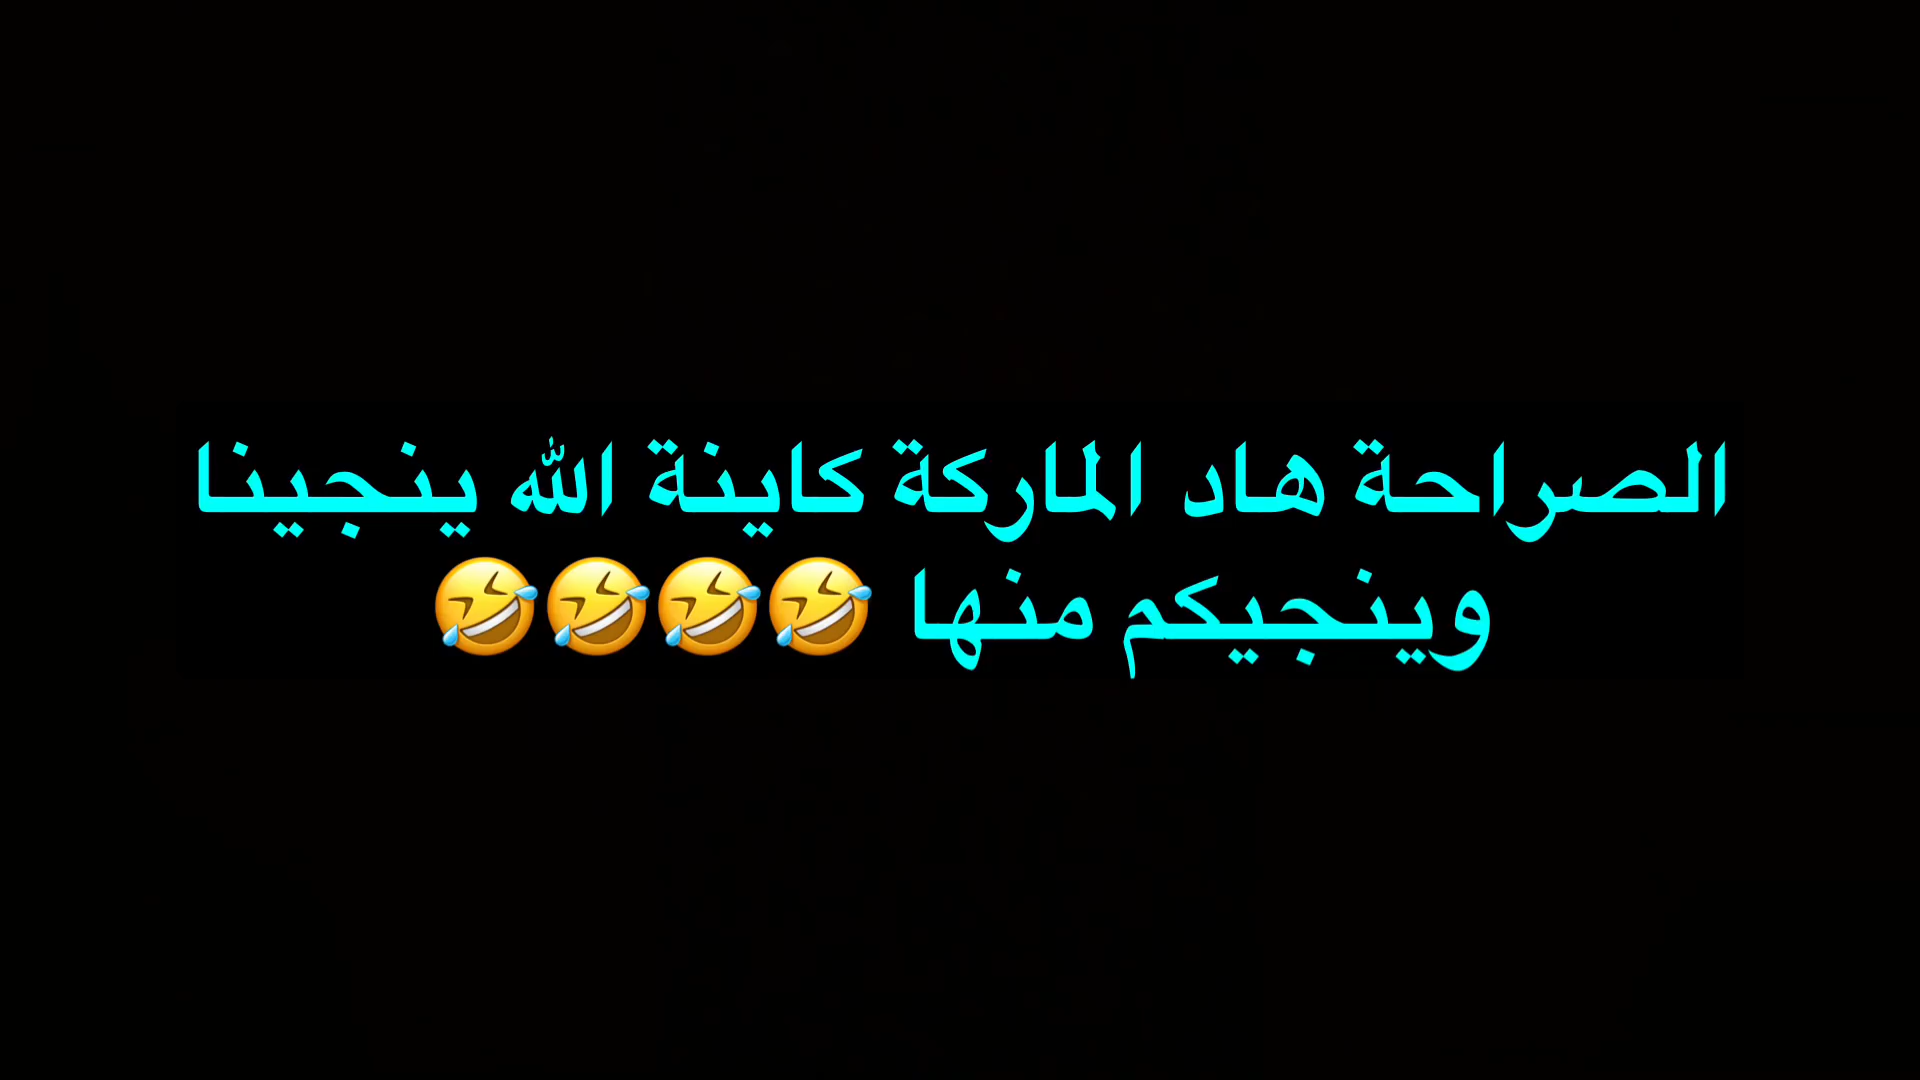 الصراحة هاد الماركة كاينة الله ينجينا
وينجيكم منها 🤣🤣🤣🤣